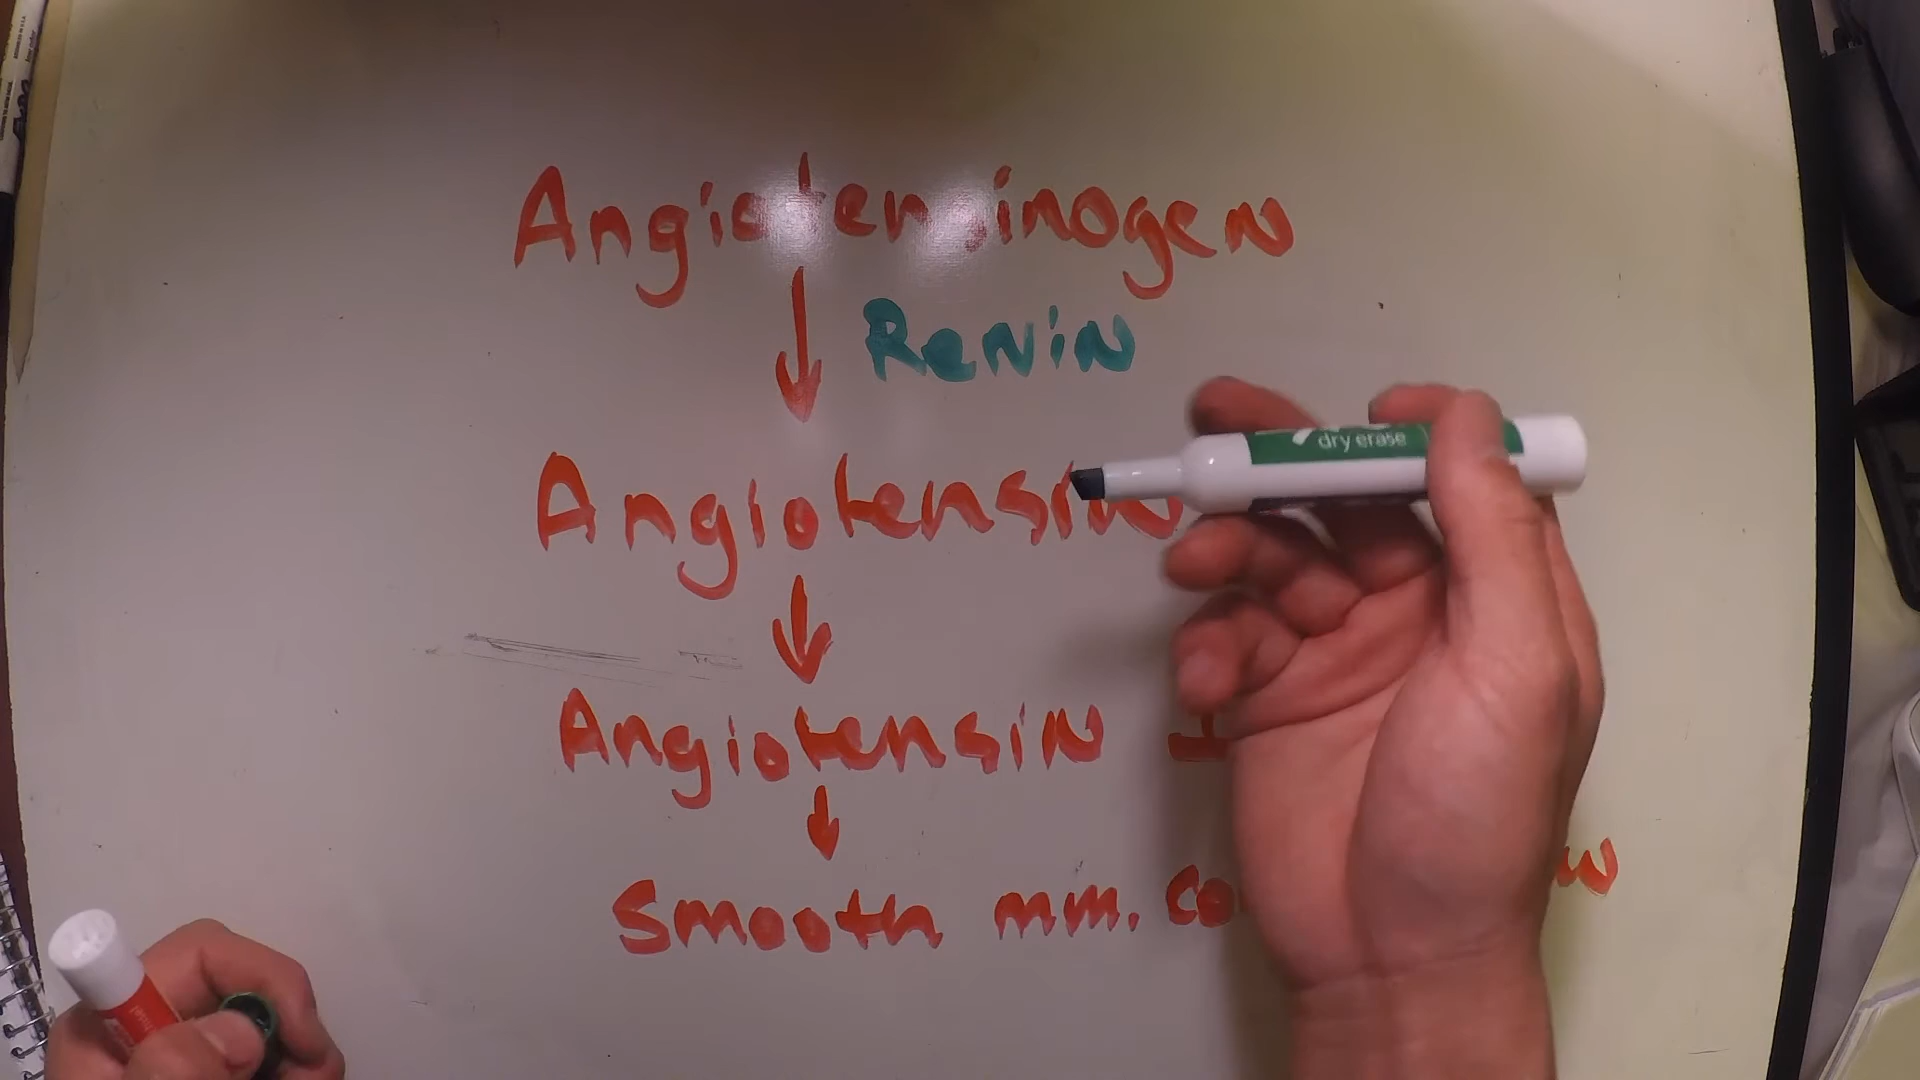 Angiotensinogen
Renin
dry erase
Angiotensin
Angiotensin
Smooth mm.